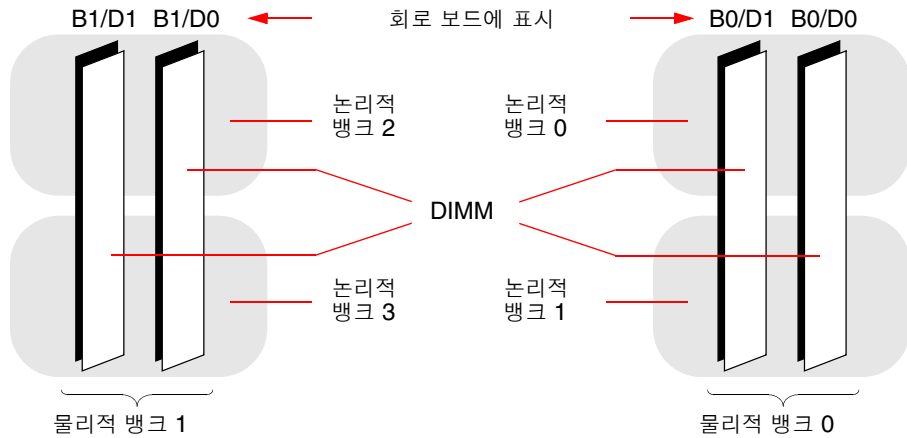 B1/D1 B1/D0 회로 보드에 표시 B0/D1 B0/D0
논리적
뱅크 2
논리적
뱅크 0
DIMM
논리적
뱅크 3
논리적
뱅크 1
물리적 뱅크 1
물리적 뱅크 0